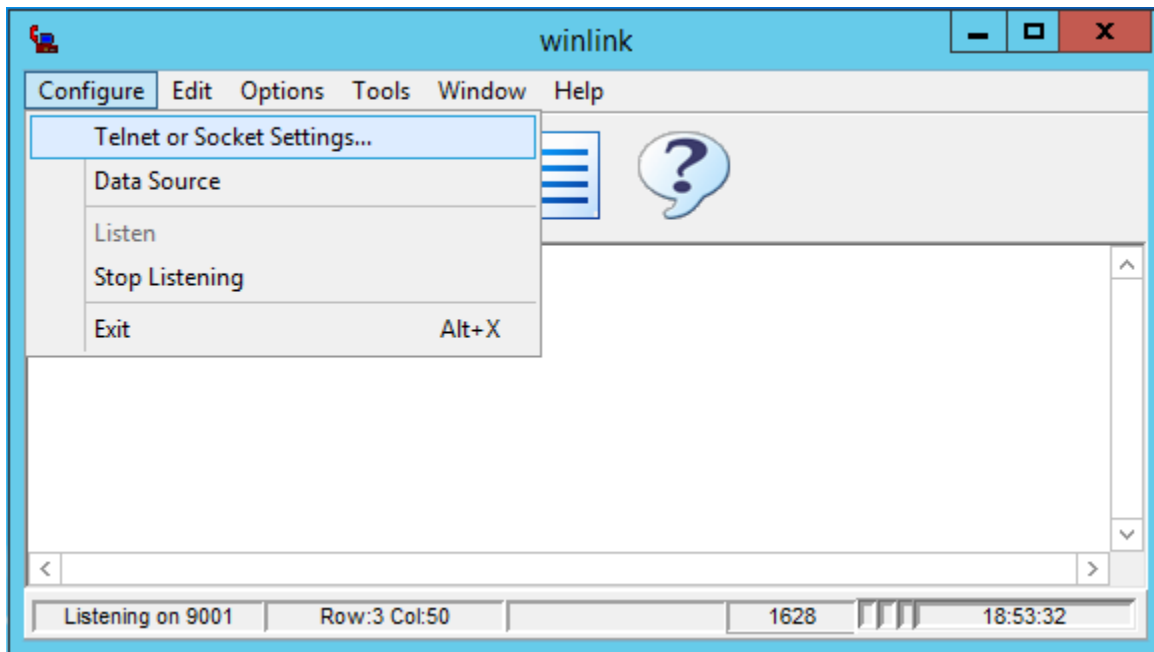 winlink
Configure Edit Options Tools Window Help
Telnet or Socket Settings...
Data Source
Listen
Stop Listening
Exit Alt+X
Listening on 9001 Row:3 Col:50 1628 18:53:32